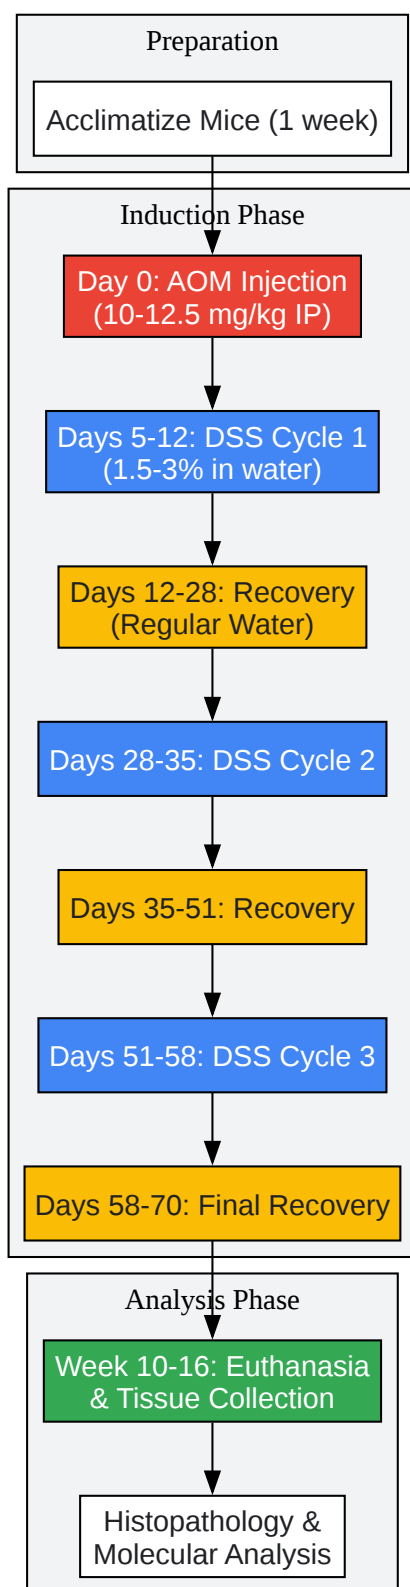 Preparation
Acclimatize Mice (1 week)
Induction Phase
Day 0: AOM Injection
(10-12.5 mg/kg IP)
Days 5-12: DSS Cycle 1
(1.5-3% in water)
Days 12-28: Recovery
(Regular Water)
Days 28-35: DSS Cycle 2
Days 35-51: Recovery
Days 51-58: DSS Cycle 3
Days 58-70: Final Recovery
Analysis Phase
Week 10-16: Euthanasia
& Tissue Collection
Histopathology &
Molecular Analysis